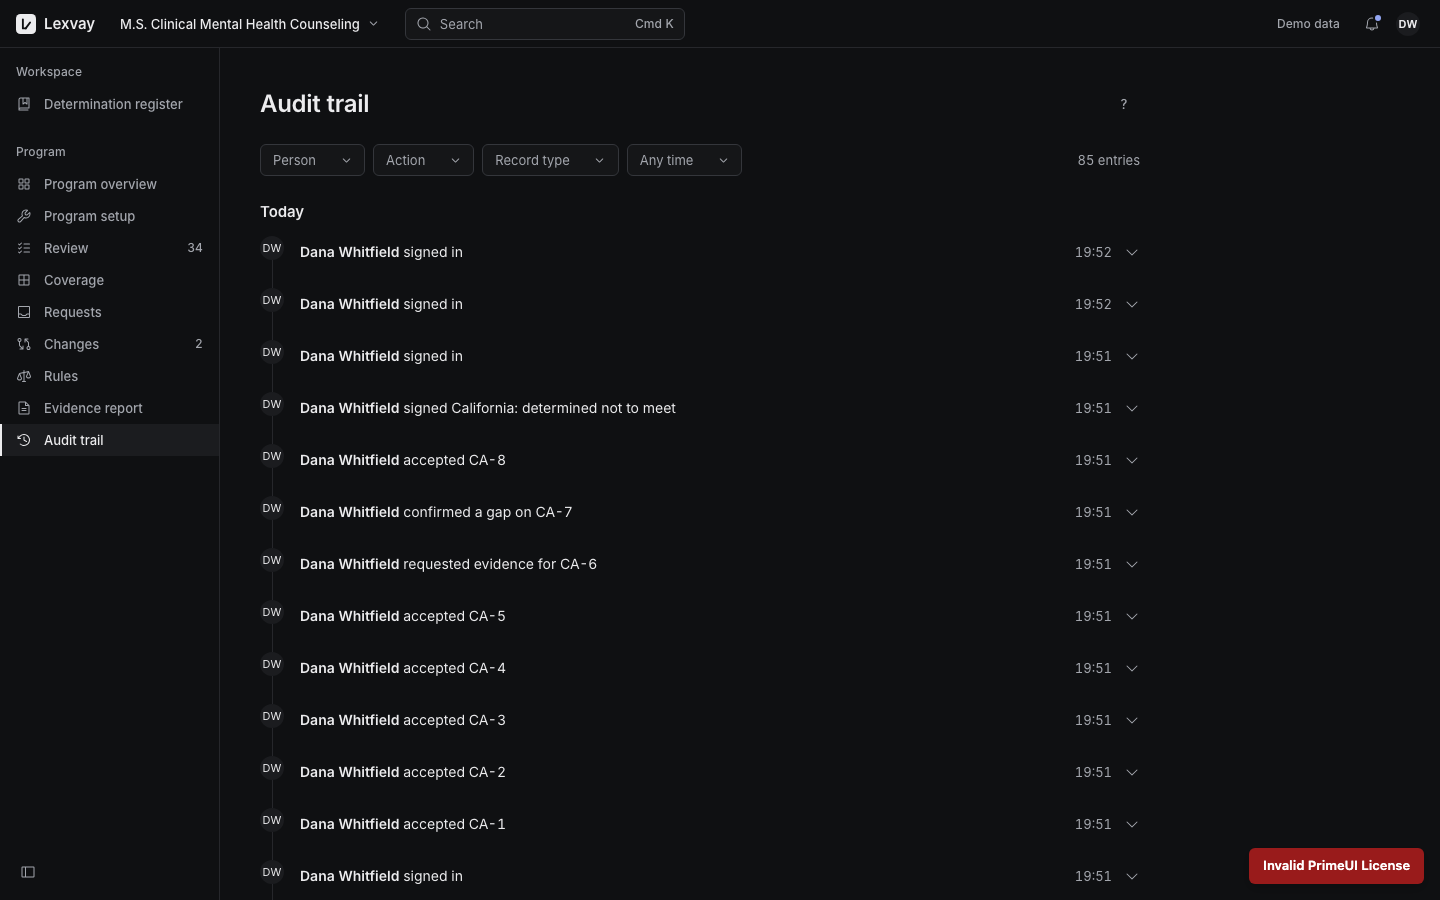 Lexvay M.S. Clinical Mental Health Counseling Search Cmd K Demo data DW
Workspace
Determination register
Program
Program overview
Program setup
Review 34
Coverage
Requests
Changes 2
Rules
Evidence report
Audit trail
Audit trail ?
Person Action Record type Any time 85 entries
Today
DW Dana Whitfield signed in 19:52
DW Dana Whitfield signed in 19:52
DW Dana Whitfield signed in 19:51
DW Dana Whitfield signed California: determined not to meet 19:51
DW Dana Whitfield accepted CA-8 19:51
DW Dana Whitfield confirmed a gap on CA-7 19:51
DW Dana Whitfield requested evidence for CA-6 19:51
DW Dana Whitfield accepted CA-5 19:51
DW Dana Whitfield accepted CA-4 19:51
DW Dana Whitfield accepted CA-3 19:51
DW Dana Whitfield accepted CA-2 19:51
DW Dana Whitfield accepted CA-1 19:51
DW Dana Whitfield signed in 19:51
Invalid PrimeUI License